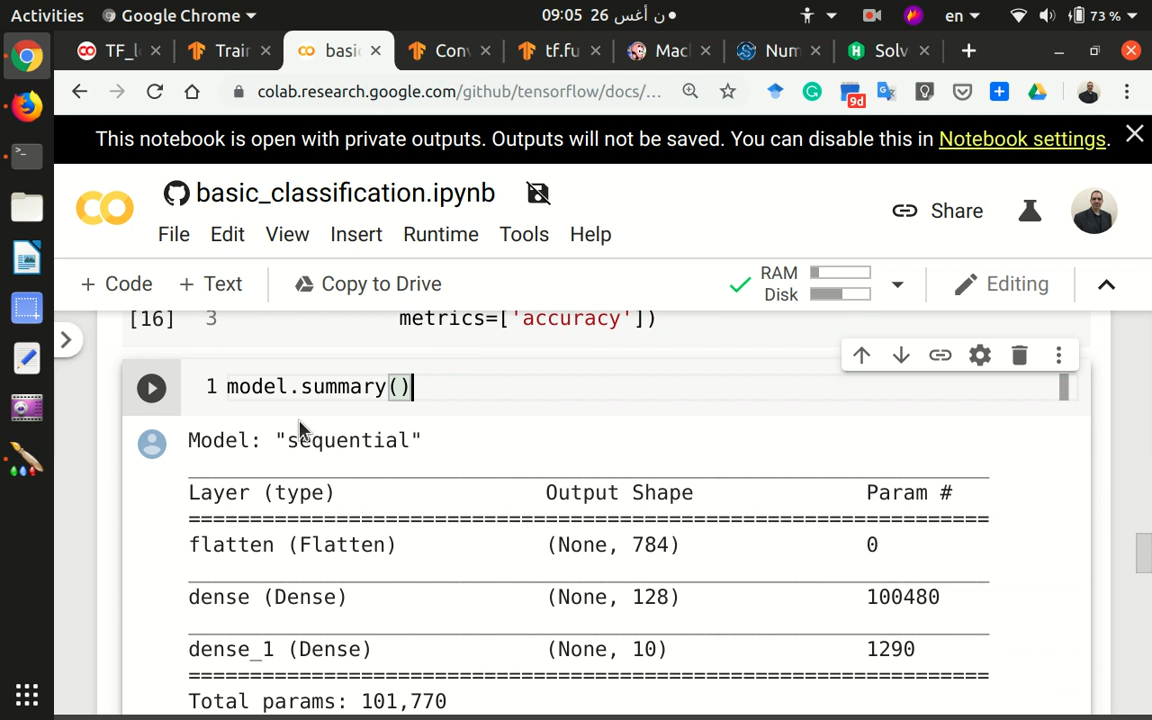 Activities Google Chrome 09:05 26 أغس ن en 73 %
TF_l Trai basi Con tf.fu Mac Num Solv
colab.research.google.com/github/tensorflow/docs/... 9d
This notebook is open with private outputs. Outputs will not be saved. You can disable this in Notebook settings.
basic_classification.ipynb
Share
File Edit View Insert Runtime Tools Help
+ Code + Text Copy to Drive RAM Disk Editing
[16] 3 metrics=['accuracy'])
1 model.summary()
Model: "sequential"
Layer (type) Output Shape Param #
flatten (Flatten) (None, 784) 0
dense (Dense) (None, 128) 100480
dense_1 (Dense) (None, 10) 1290
Total params: 101,770